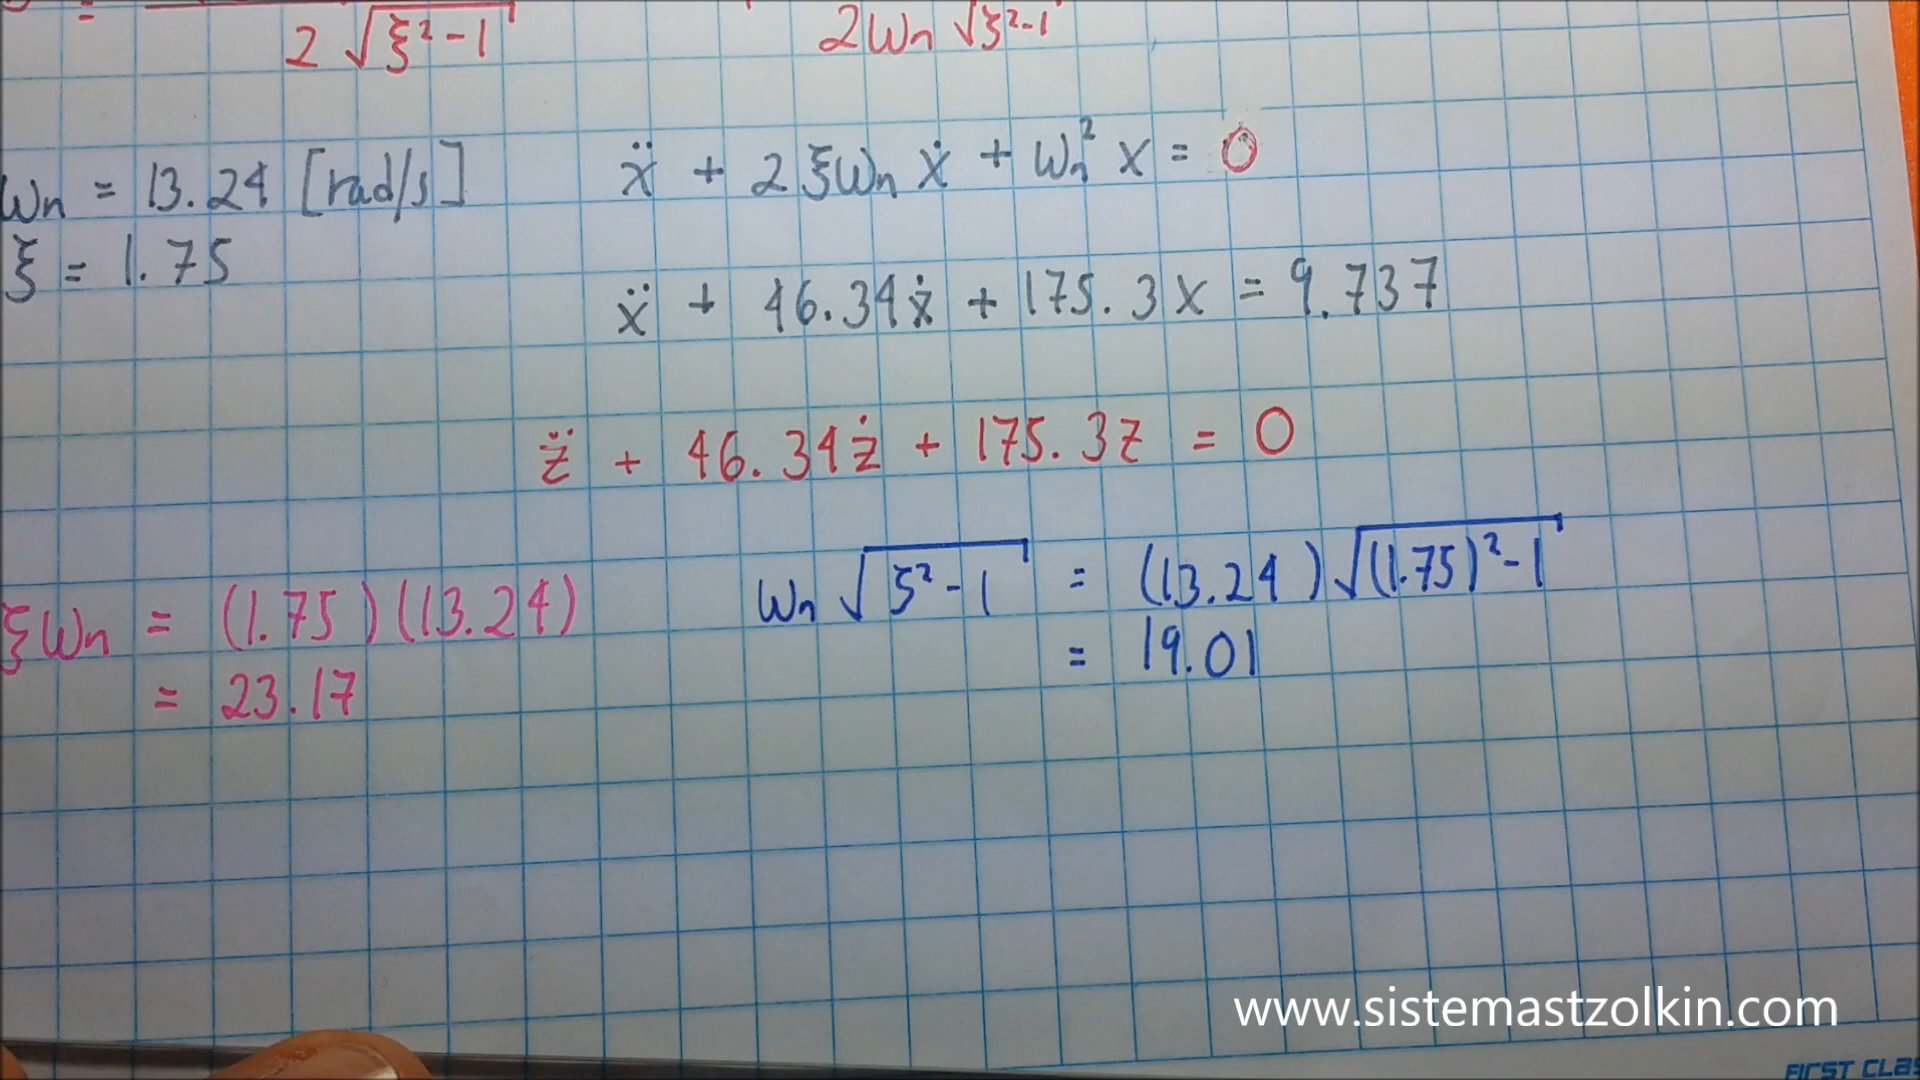 2 √ξ²-1
2Wn √ξ²-1
Wn = 13.24 [rad/s]
ẍ + 2ξWn ẋ + Wn² x = 0
ξ = 1.75
ẍ + 46.34ẋ + 175.3x = 9.737
z̈ + 46.34ż + 175.3z = 0
ξWn = (1.75)(13.24)
= 23.17
Wn √ξ²-1 = (13.24)√(1.75)²-1
= 19.01
www.sistemastzolkin.com
FIRST CLAS